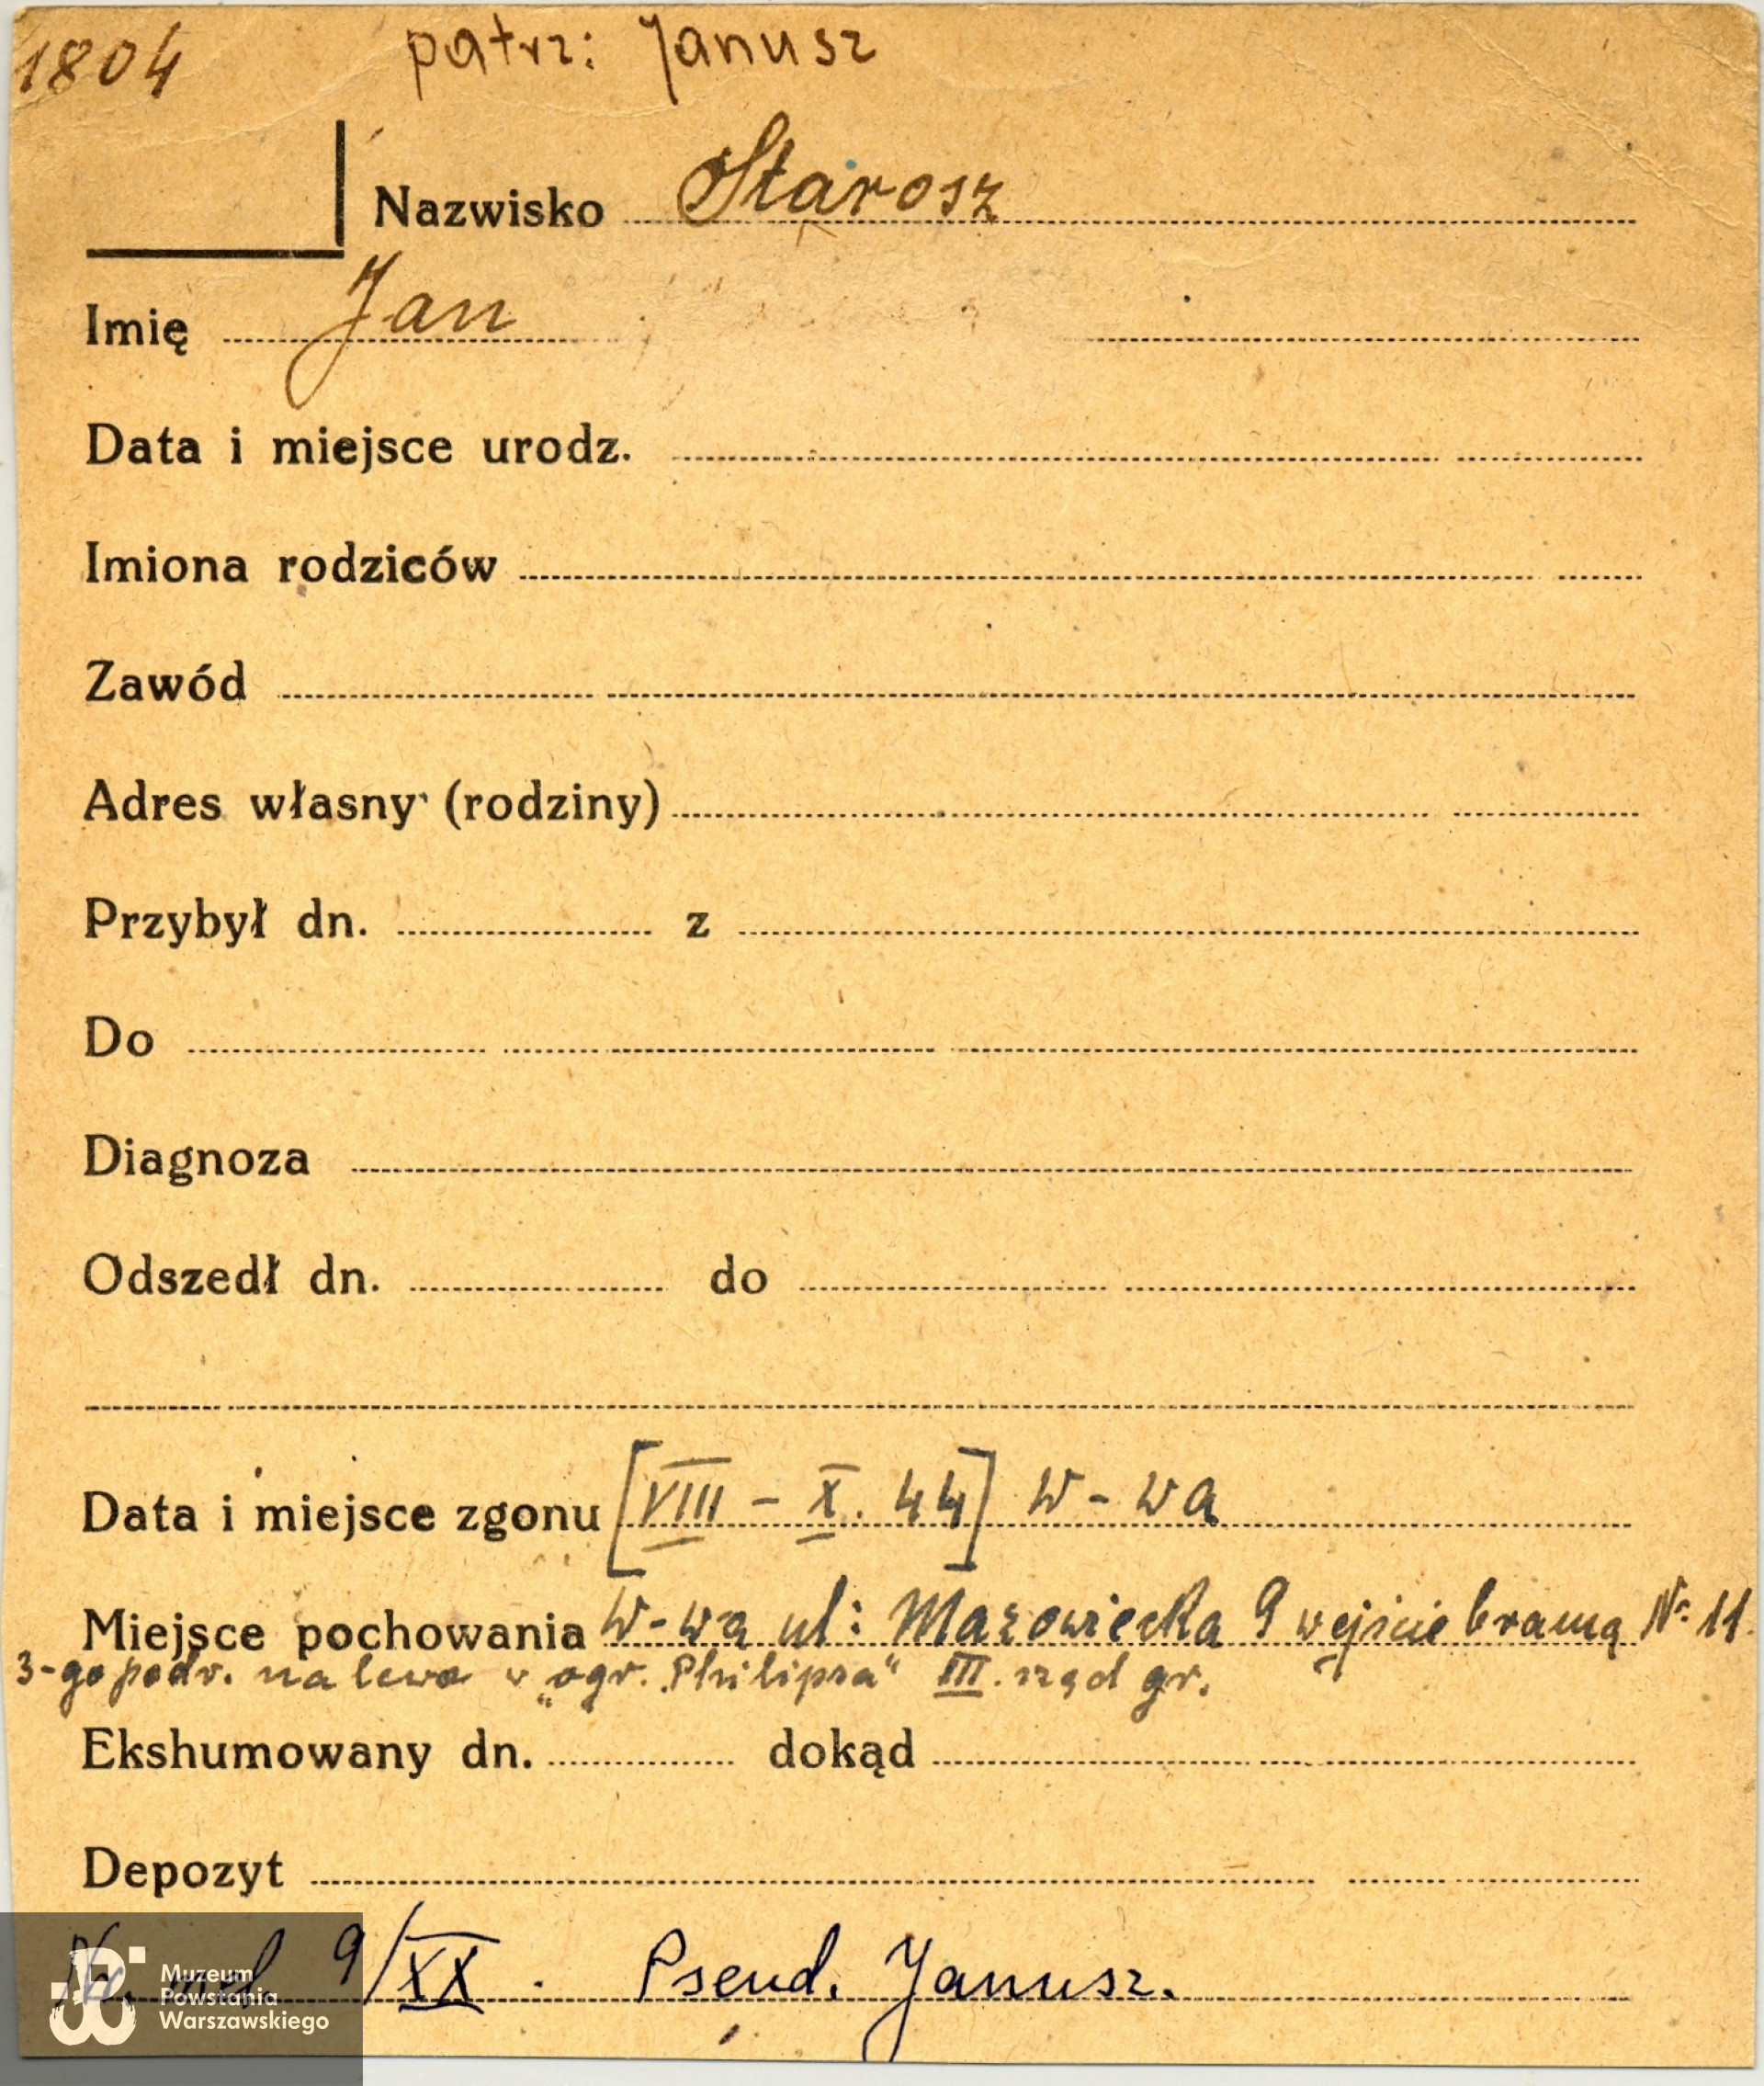 1804 patrz: Janusz
Nazwisko Starosz
Imię Jan
Data i miejsce urodz.
Imiona rodziców
Zawód
Adres własny (rodziny)
Przybył dn. z
Do
Diagnoza
Odszedł dn. do
Data i miejsce zgonu [VIII - X. 44] W-wa
Miejsce pochowania W-wa ul: Mazowiecka 9 wejście bramą Nr. 11
3-go podv. na lewo w „ogr. Philipsa" III. rząd gr.
Ekshumowany dn. dokąd
Depozyt
9/XX. Pseud. Janusz.
Muzeum
Powstania
Warszawskiego